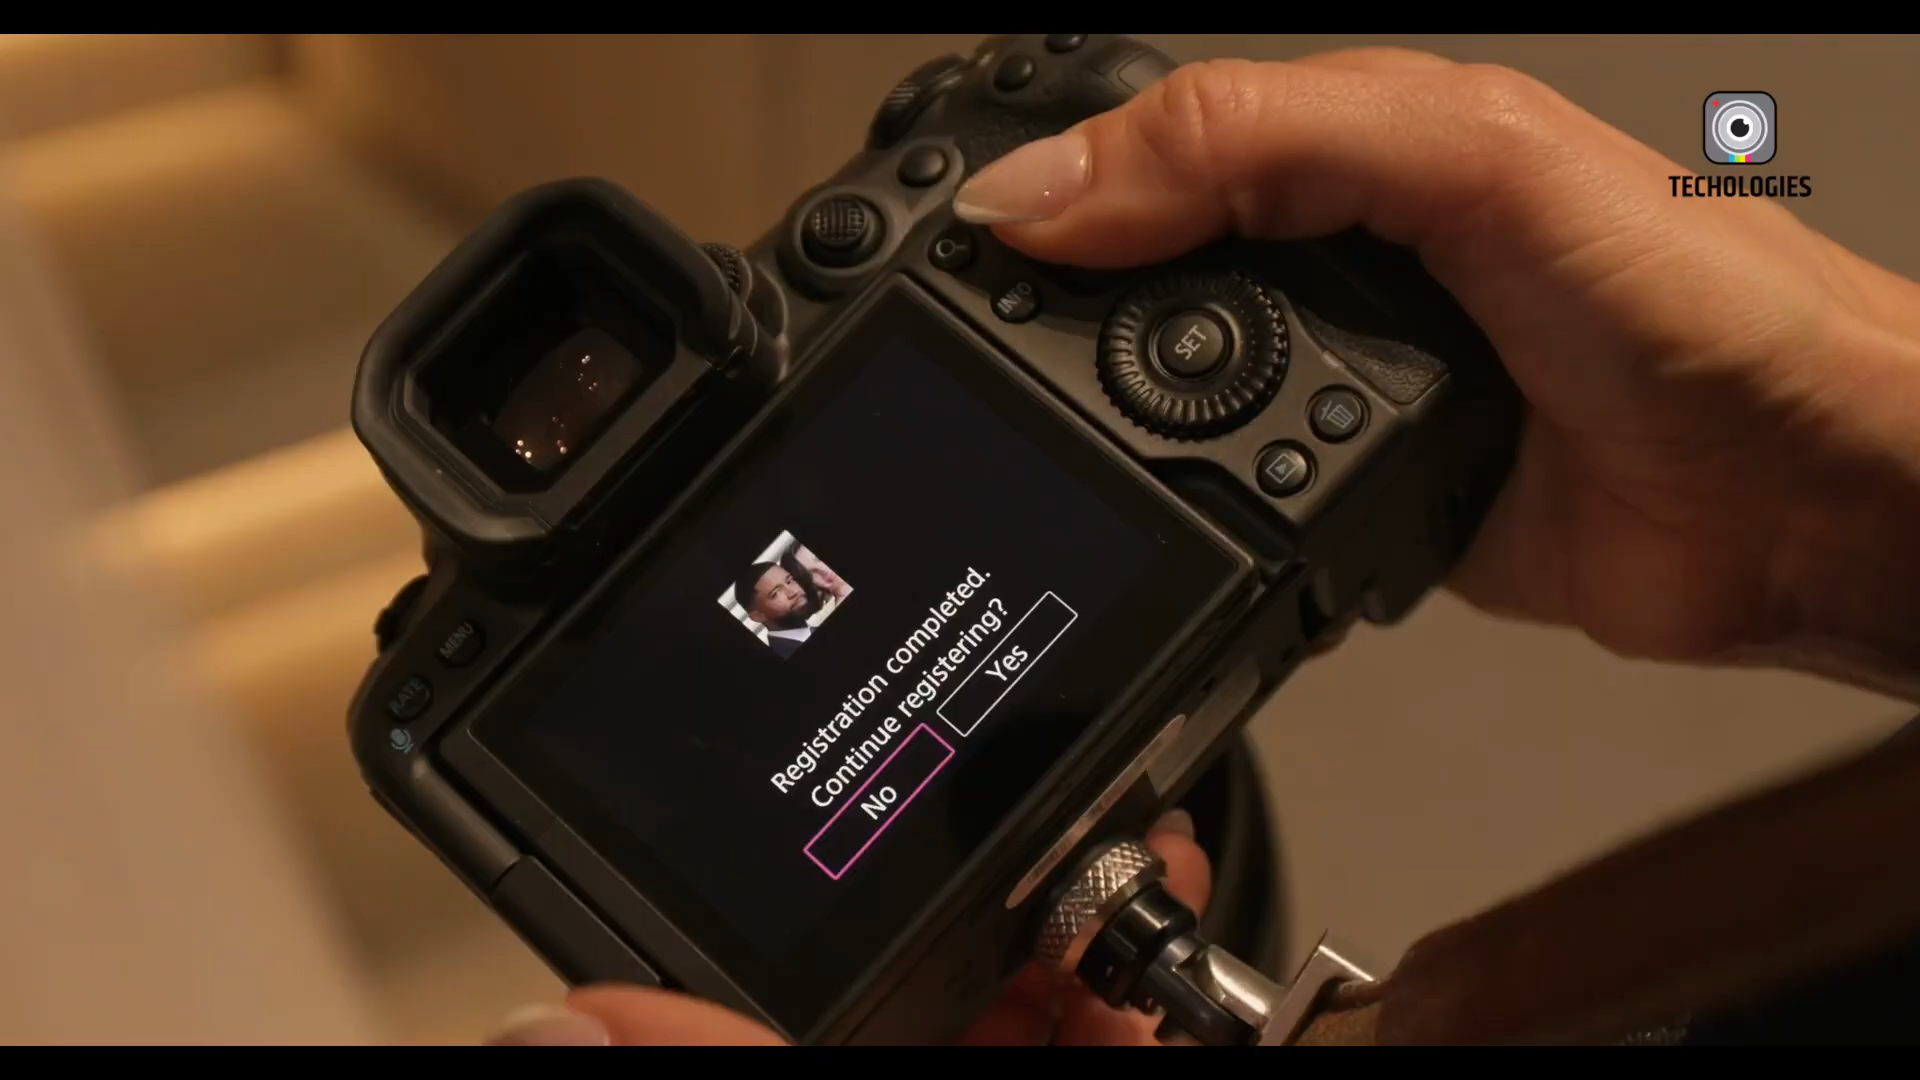 TECHOLOGIES
INFO
SET
MENU
RATE
Registration completed.
Continue registering?
No
Yes